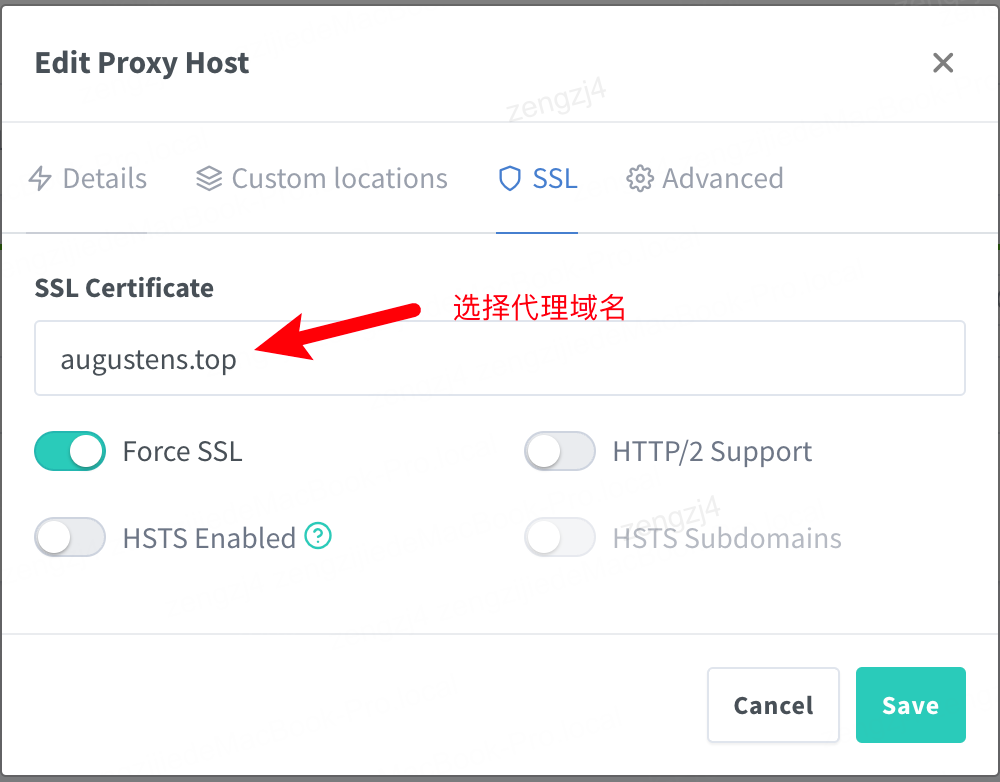 Edit Proxy Host
zengzj4
Details Custom locations SSL Advanced
SSL Certificate
选择代理域名
augustens.top
Force SSL HTTP/2 Support
zengzj4
HSTS Enabled ? HSTS Subdomains
Cancel Save